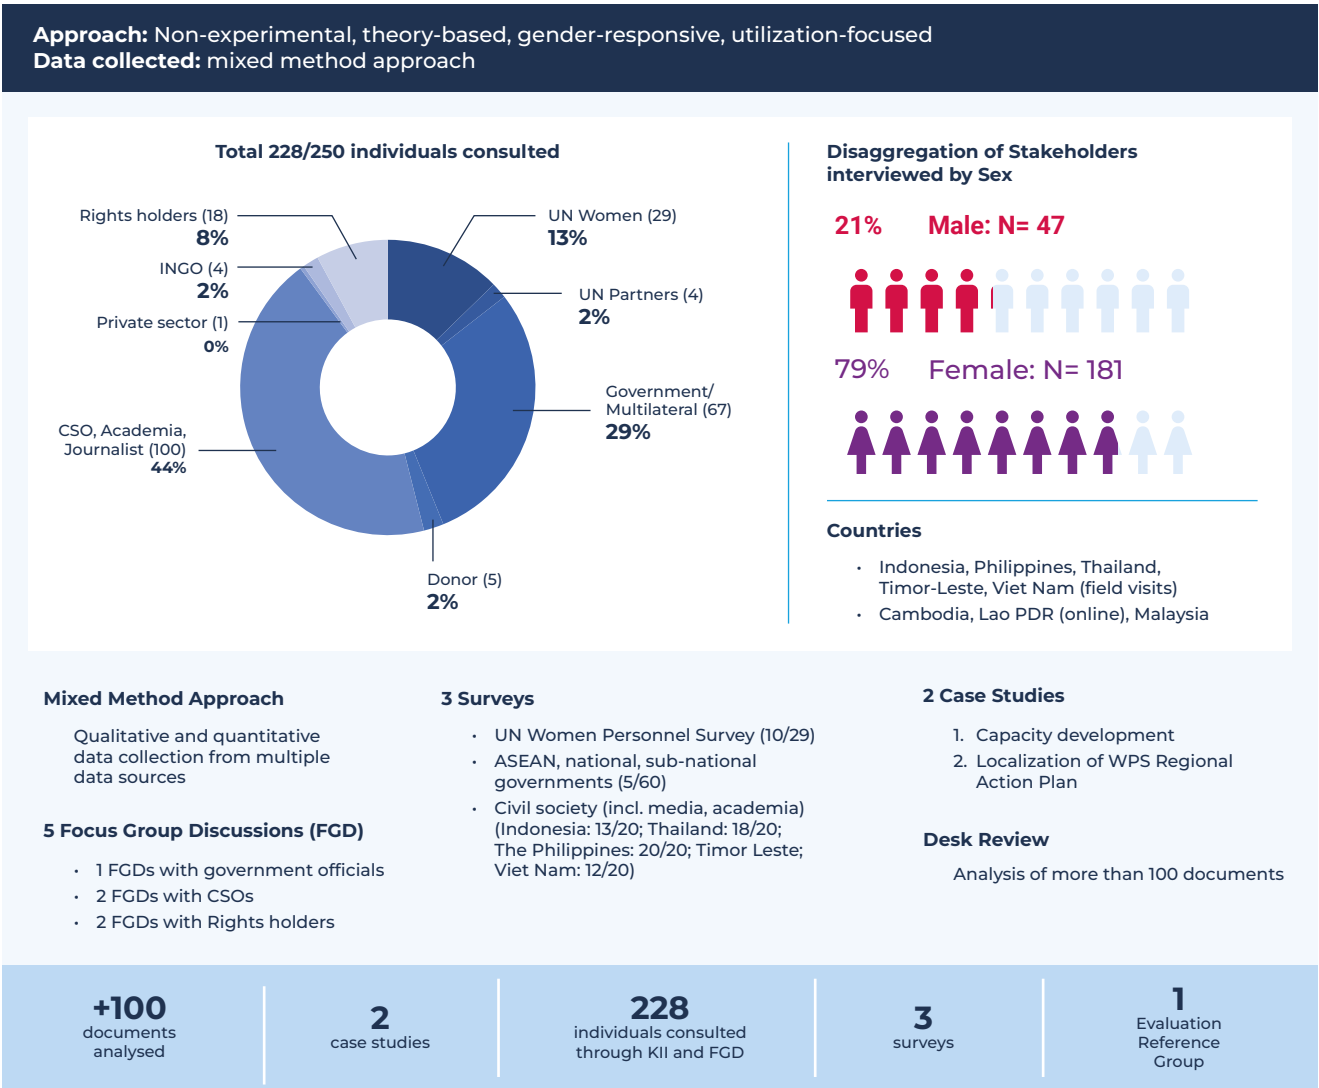 Approach: Non-experimental, theory-based, gender-responsive, utilization-focused
Data collected: mixed method approach
Total 228/250 individuals consulted
Rights holders (18)
8%
INGO (4)
2%
Private sector (1)
0%
CSO, Academia,
Journalist (100)
44%
UN Women (29)
13%
UN Partners (4)
2%
Government/
Multilateral (67)
29%
Donor (5)
2%
Disaggregation of Stakeholders
interviewed by Sex
21% Male: N= 47
79% Female: N= 181
Countries
• Indonesia, Philippines, Thailand,
Timor-Leste, Viet Nam (field visits)
• Cambodia, Lao PDR (online), Malaysia
Mixed Method Approach
Qualitative and quantitative
data collection from multiple
data sources
5 Focus Group Discussions (FGD)
• 1 FGDs with government officials
• 2 FGDs with CSOs
• 2 FGDs with Rights holders
3 Surveys
• UN Women Personnel Survey (10/29)
• ASEAN, national, sub-national
governments (5/60)
• Civil society (incl. media, academia)
(Indonesia: 13/20; Thailand: 18/20;
The Philippines: 20/20; Timor Leste;
Viet Nam: 12/20)
2 Case Studies
1. Capacity development
2. Localization of WPS Regional
Action Plan
Desk Review
Analysis of more than 100 documents
+100
documents
analysed
2
case studies
228
individuals consulted
through KII and FGD
3
surveys
1
Evaluation
Reference
Group